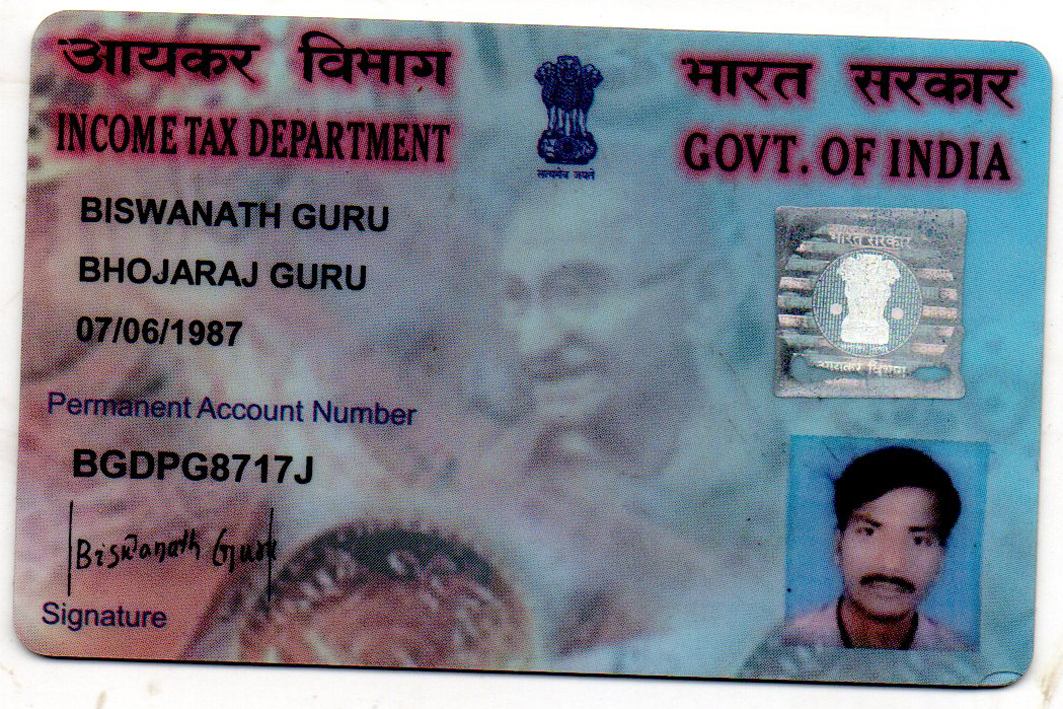 आयकर विभाग
भारत सरकार
INCOME TAX DEPARTMENT
GOVT. OF INDIA
सत्यमेव जयते
BISWANATH GURU
BHOJARAJ GURU
07/06/1987
भारत सरकार
आयकर विभाग
Permanent Account Number
BGDPG8717J
Biswanath Guru
Signature